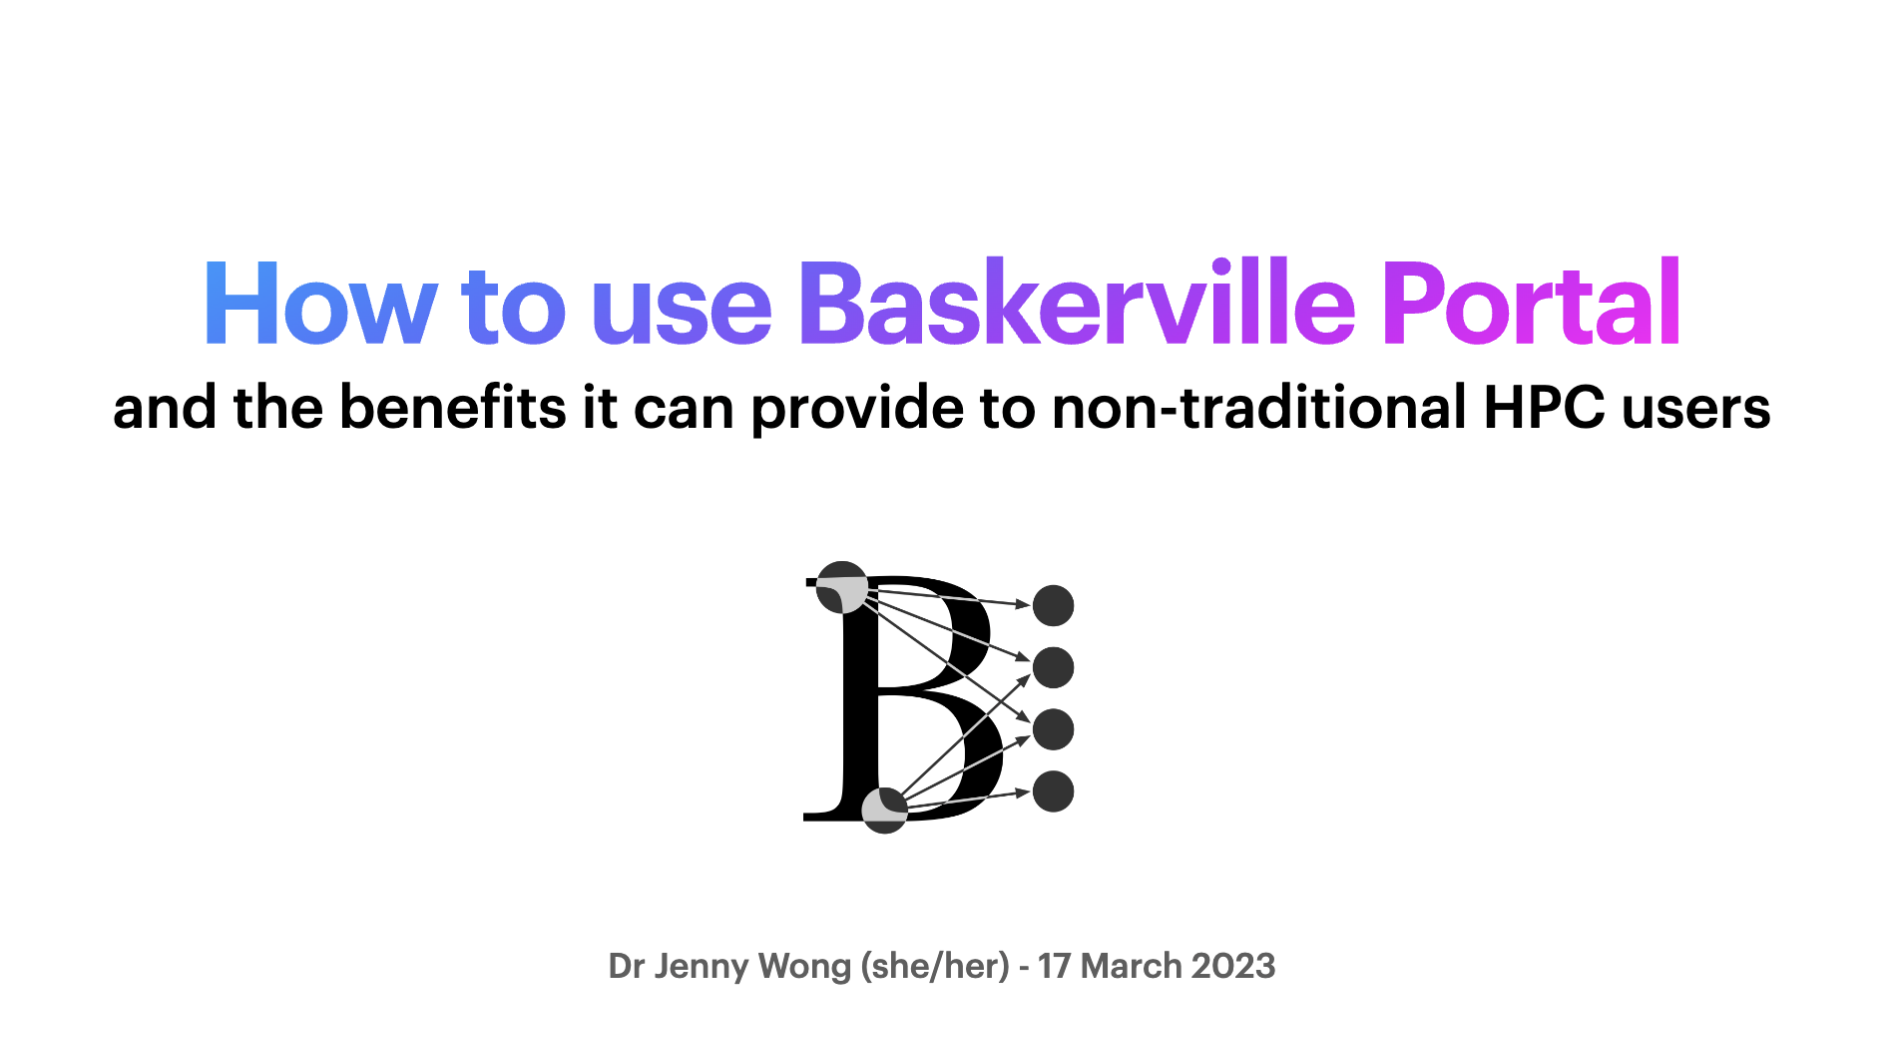 How to use Baskerville Portal
and the benefits it can provide to non-traditional HPC users
B
Dr Jenny Wong (she/her) - 17 March 2023